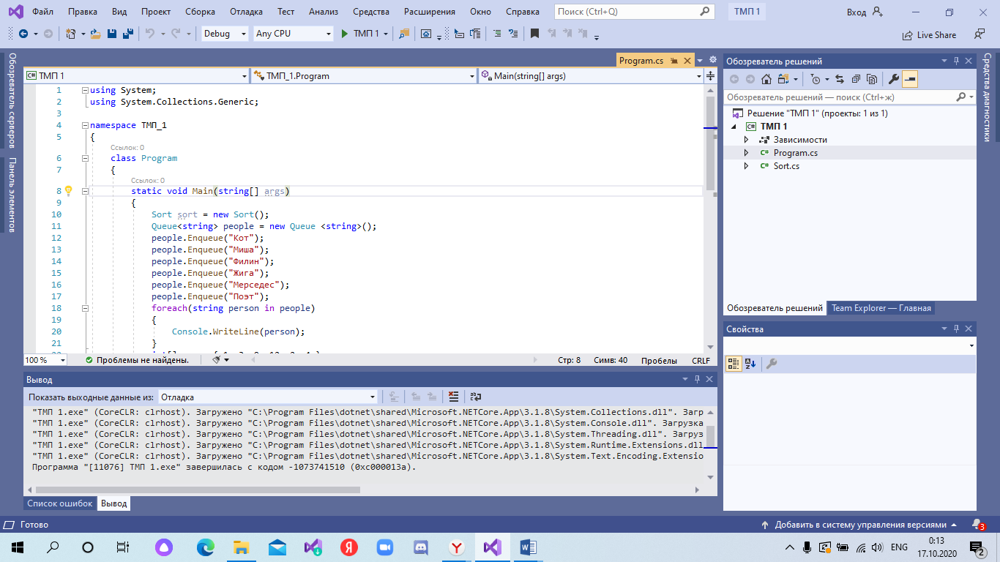 Файл Правка Вид Проект Сборка Отладка Тест Анализ Средства Расширения Окно Справка Поиск (Ctrl+Q) ТМП 1 Вход
Debug Any CPU ТМП 1 Live Share
Обозреватель серверов
Панель элементов
Program.cs
ТМП 1 ТМП_1.Program Main(string[] args)
1 using System;
2 using System.Collections.Generic;
3
4 namespace ТМП_1
5 {
Ссылок: 0
6 class Program
7 {
Ссылок: 0
8 static void Main(string[] args)
9 {
10 Sort sort = new Sort();
11 Queue<string> people = new Queue <string>();
12 people.Enqueue("Кот");
13 people.Enqueue("Миша");
14 people.Enqueue("Филин");
15 people.Enqueue("Жига");
16 people.Enqueue("Мерседес");
17 people.Enqueue("Поэт");
18 foreach(string person in people)
19 {
20 Console.WriteLine(person);
21 }
100 % Проблемы не найдены. Стр: 8 Симв: 40 Пробелы CRLF
Вывод
Показать выходные данные из: Отладка
"ТМП 1.exe" (CoreCLR: clrhost). Загружено "C:\Program Files\dotnet\shared\Microsoft.NETCore.App\3.1.8\System.Collections.dll". Загр
"ТМП 1.exe" (CoreCLR: clrhost). Загружено "C:\Program Files\dotnet\shared\Microsoft.NETCore.App\3.1.8\System.Console.dll". Загрузка
"ТМП 1.exe" (CoreCLR: clrhost). Загружено "C:\Program Files\dotnet\shared\Microsoft.NETCore.App\3.1.8\System.Threading.dll". Загруз
"ТМП 1.exe" (CoreCLR: clrhost). Загружено "C:\Program Files\dotnet\shared\Microsoft.NETCore.App\3.1.8\System.Runtime.Extensions.dll
"ТМП 1.exe" (CoreCLR: clrhost). Загружено "C:\Program Files\dotnet\shared\Microsoft.NETCore.App\3.1.8\System.Text.Encoding.Extensio
Программа "[11076] ТМП 1.exe" завершилась с кодом -1073741510 (0xc000013a).
Список ошибок Вывод
Обозреватель решений
Обозреватель решений — поиск (Ctrl+ж)
Решение "ТМП 1" (проекты: 1 из 1)
ТМП 1
Зависимости
Program.cs
Sort.cs
Обозреватель решений Team Explorer — Главная
Свойства
Средства диагностики
Готово Добавить в систему управления версиями 3
ENG 0:13
17.10.2020 2